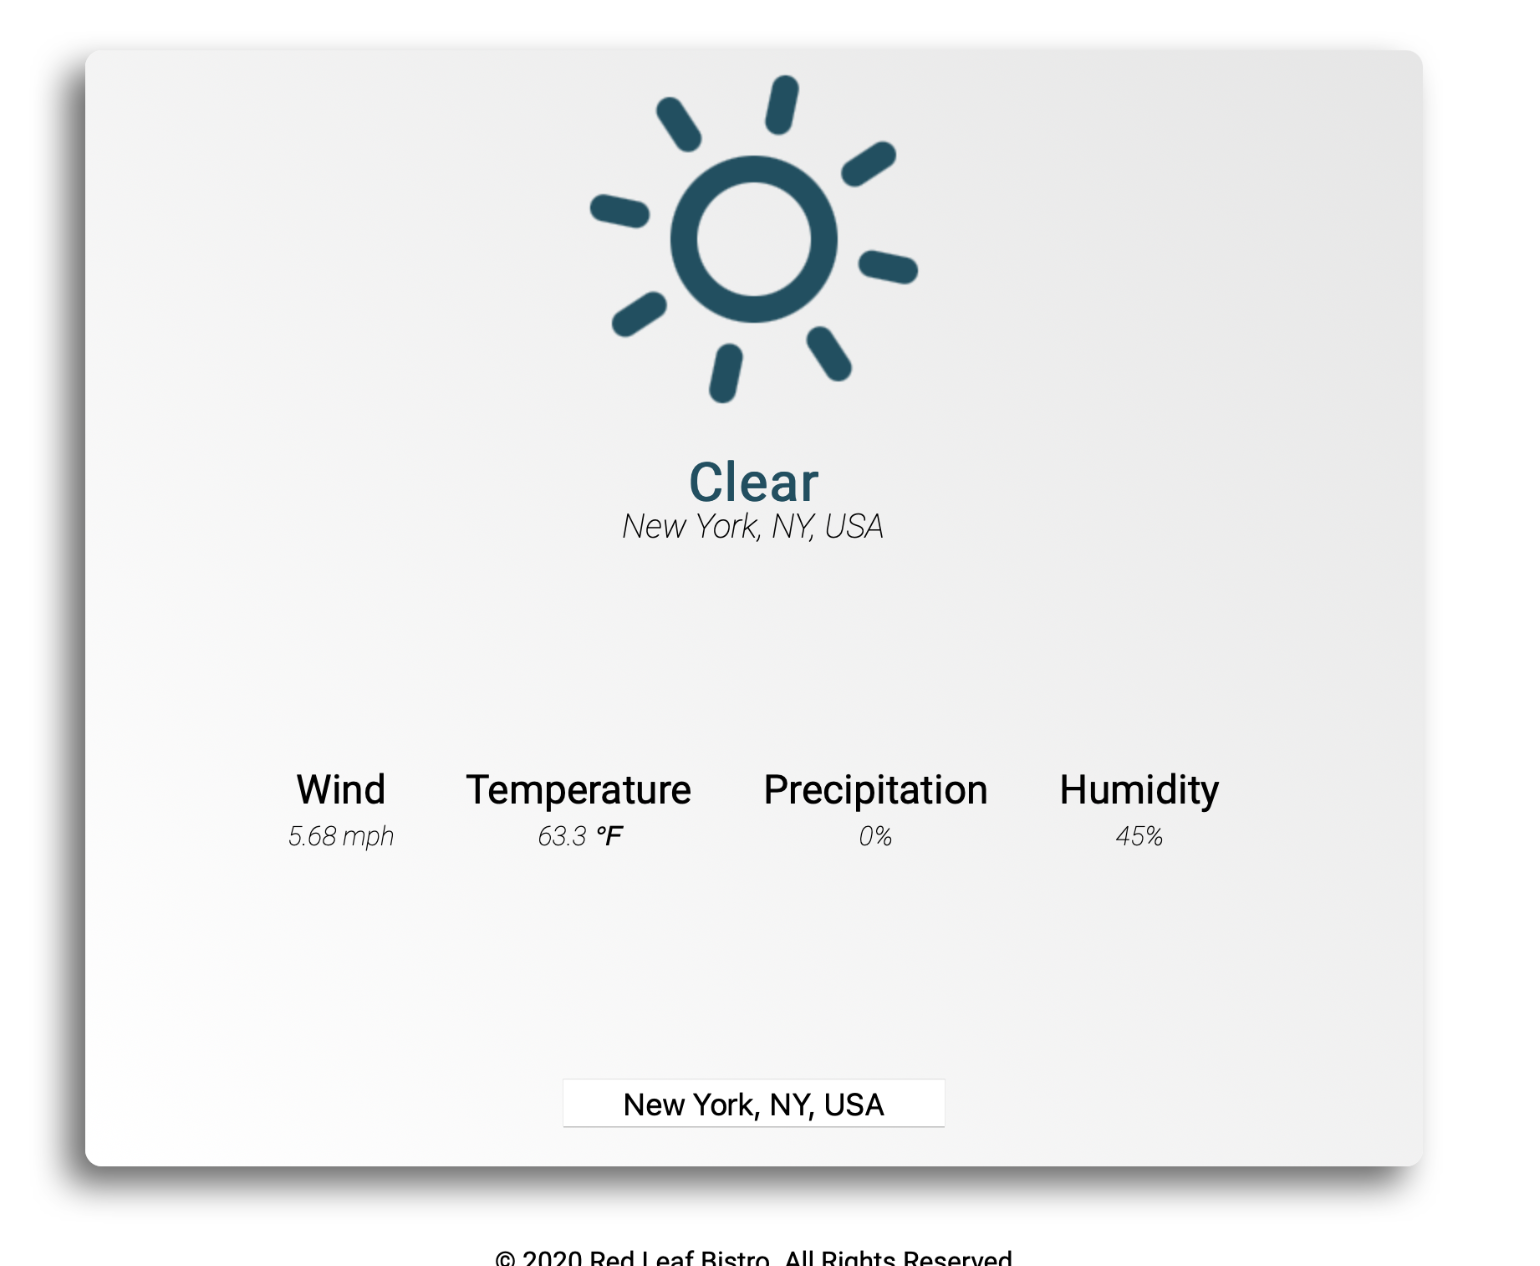 Clear
New York, NY, USA
Wind Temperature Precipitation Humidity
5.68 mph 63.3 °F 0% 45%
New York, NY, USA
© 2020 Red Leaf Bistro. All Rights Reserved